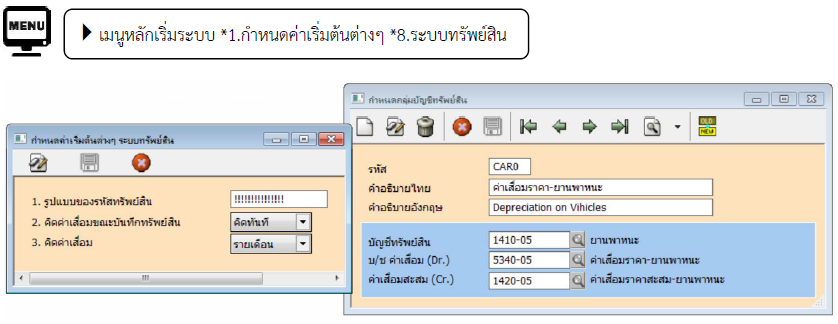 MENU
เมนูหลักเริ่มระบบ *1.กำหนดค่าเริ่มต้นต่างๆ *8.ระบบทรัพย์สิน
กำหนดค่าเริ่มต้นต่างๆ ระบบทรัพย์สิน
1. รูปแบบของรหัสทรัพย์สิน !!!!!!!!!!!!!!!
2. คิดค่าเสื่อมขณะบันทึกทรัพย์สิน คิดทันที
3. คิดค่าเสื่อม รายเดือน
กำหนดกลุ่มบัญชีทรัพย์สิน
OLD
NEW
รหัส CAR0
คำอธิบายไทย ค่าเสื่อมราคา-ยานพาหนะ
คำอธิบายอังกฤษ Depreciation on Vihicles
บัญชีทรัพย์สิน 1410-05 ยานพาหนะ
บ/ช ค่าเสื่อม (Dr.) 5340-05 ค่าเสื่อมราคา-ยานพาหนะ
ค่าเสื่อมสะสม (Cr.) 1420-05 ค่าเสื่อมราคาสะสม-ยานพาหนะ